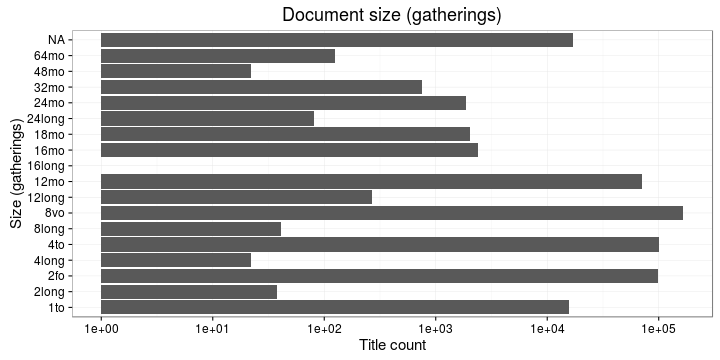 Document size (gatherings)
Size (gatherings)
NA
64mo
48mo
32mo
24mo
24long
18mo
16mo
16long
12mo
12long
8vo
8long
4to
4long
2fo
2long
1to
1e+00 1e+01 1e+02 1e+03 1e+04 1e+05
Title count